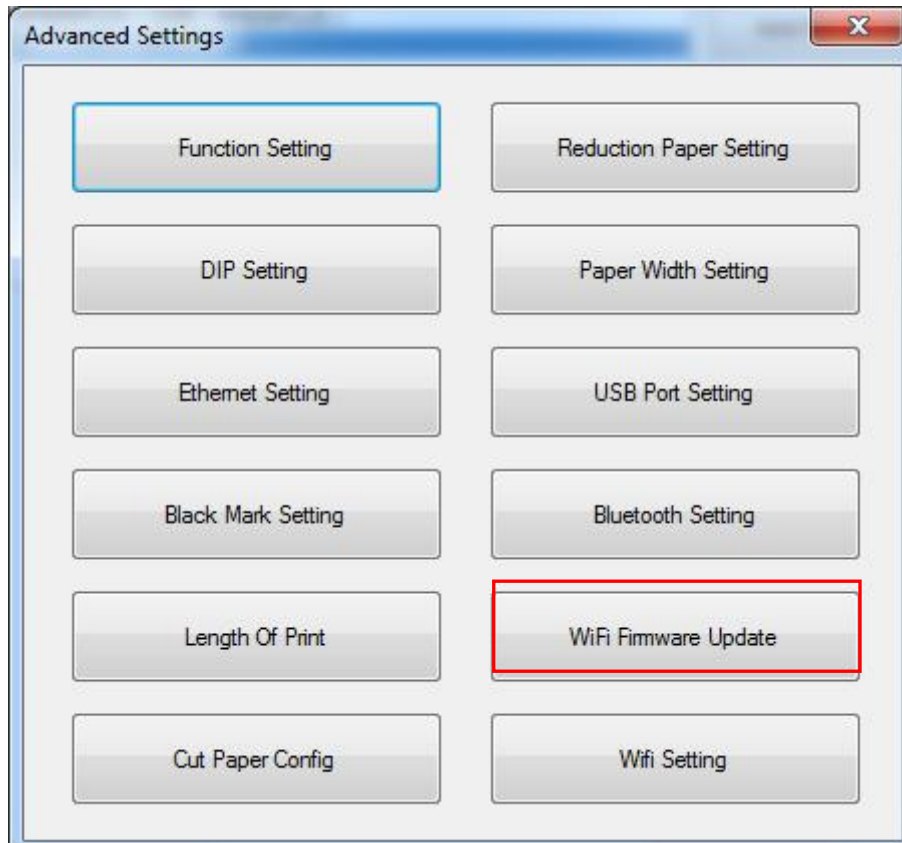 Advanced Settings
Function Setting
Reduction Paper Setting
DIP Setting
Paper Width Setting
Ethernet Setting
USB Port Setting
Black Mark Setting
Bluetooth Setting
Length Of Print
WiFi Firmware Update
Cut Paper Config
Wifi Setting